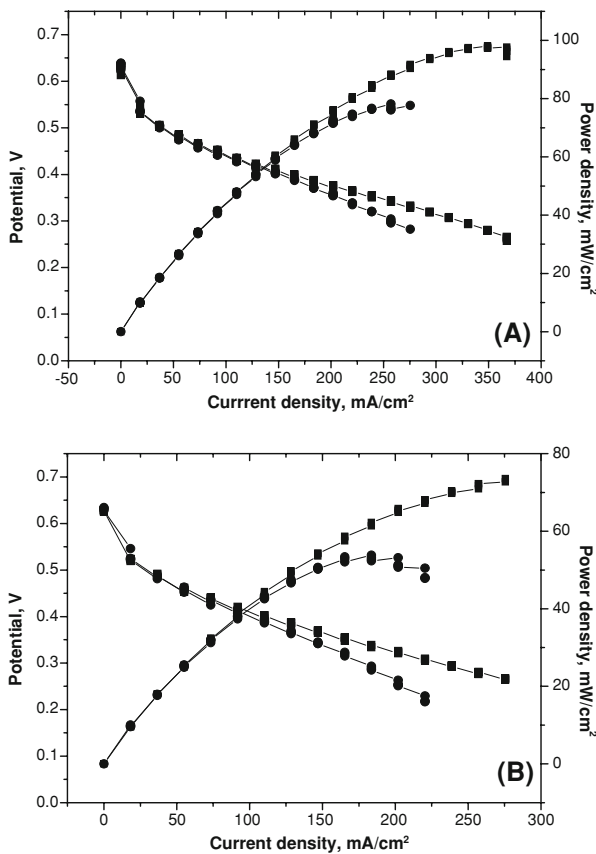 0.7
0.6
0.5
0.4
0.3
0.2
0.1
0.0
Potential, V
100
80
60
40
20
0
Power density, mW/cm²
(A)
-50 0 50 100 150 200 250 300 350 400
Currrent density, mA/cm²
0.7
0.6
0.5
0.4
0.3
0.2
0.1
0.0
Potential, V
80
60
40
20
0
Power density, mW/cm²
(B)
0 50 100 150 200 250 300
Current density, mA/cm²